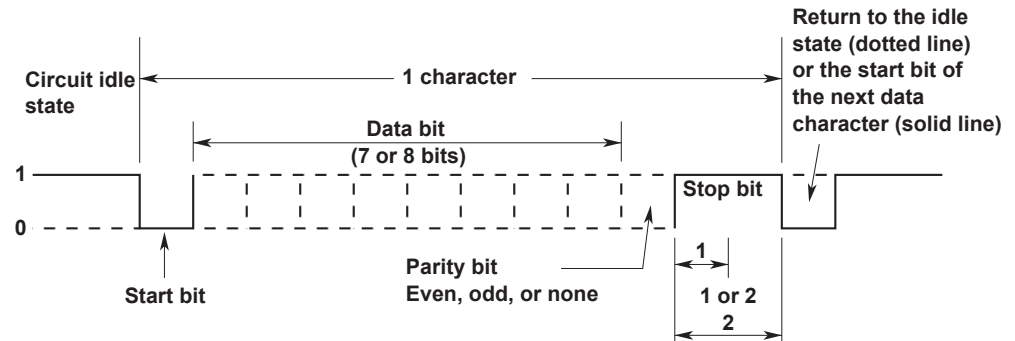 Return to the idle
state (dotted line)
or the start bit of
the next data
character (solid line)
Circuit idle
state
1 character
Data bit
(7 or 8 bits)
1
Stop bit
0
1
Parity bit
Even, odd, or none
Start bit
1 or 2
2